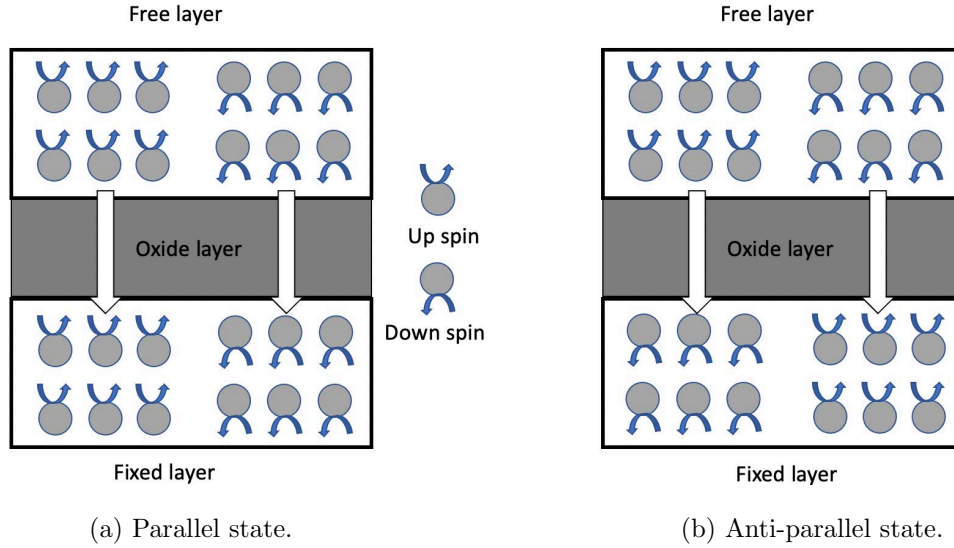 Free layer
Oxide layer
Fixed layer
Up spin
Down spin
(a) Parallel state.
Free layer
Oxide layer
Fixed layer
(b) Anti-parallel state.